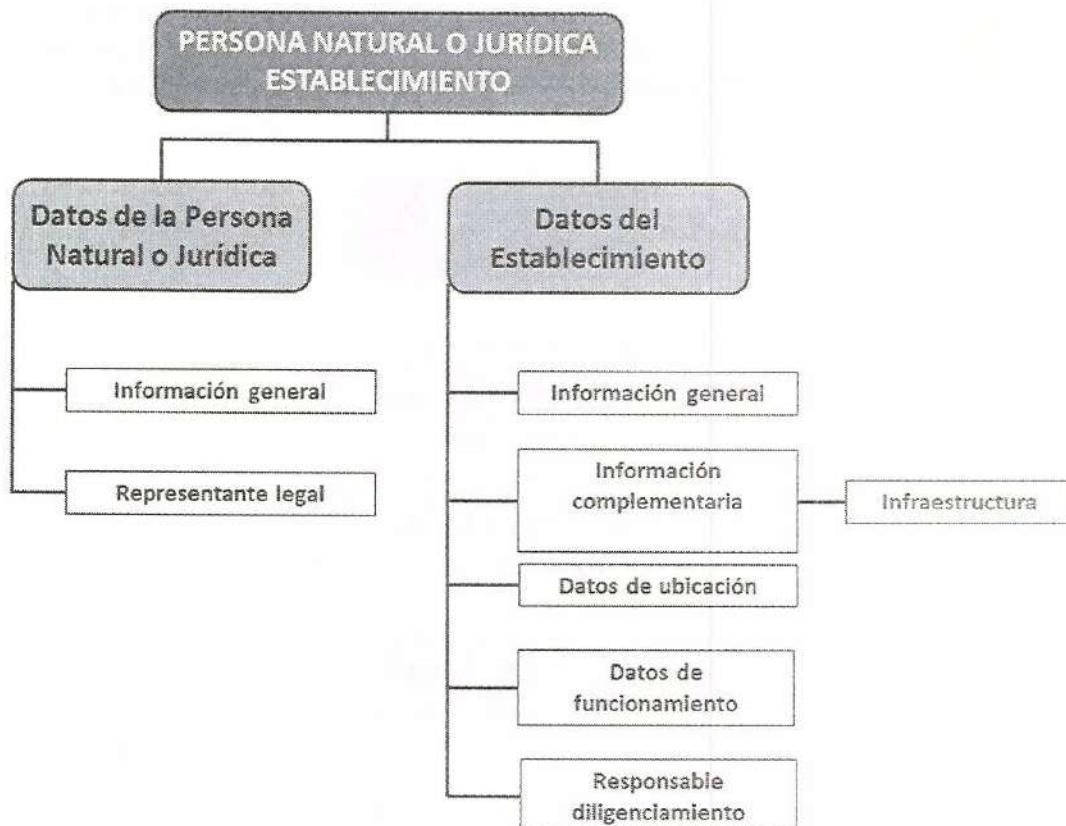 PERSONA NATURAL O JURÍDICA
ESTABLECIMIENTO
Datos de la Persona
Natural o Jurídica
Información general
Representante legal
Datos del
Establecimiento
Información general
Información
complementaria
Infraestructura
Datos de ubicación
Datos de
funcionamiento
Responsable
diligenciamiento